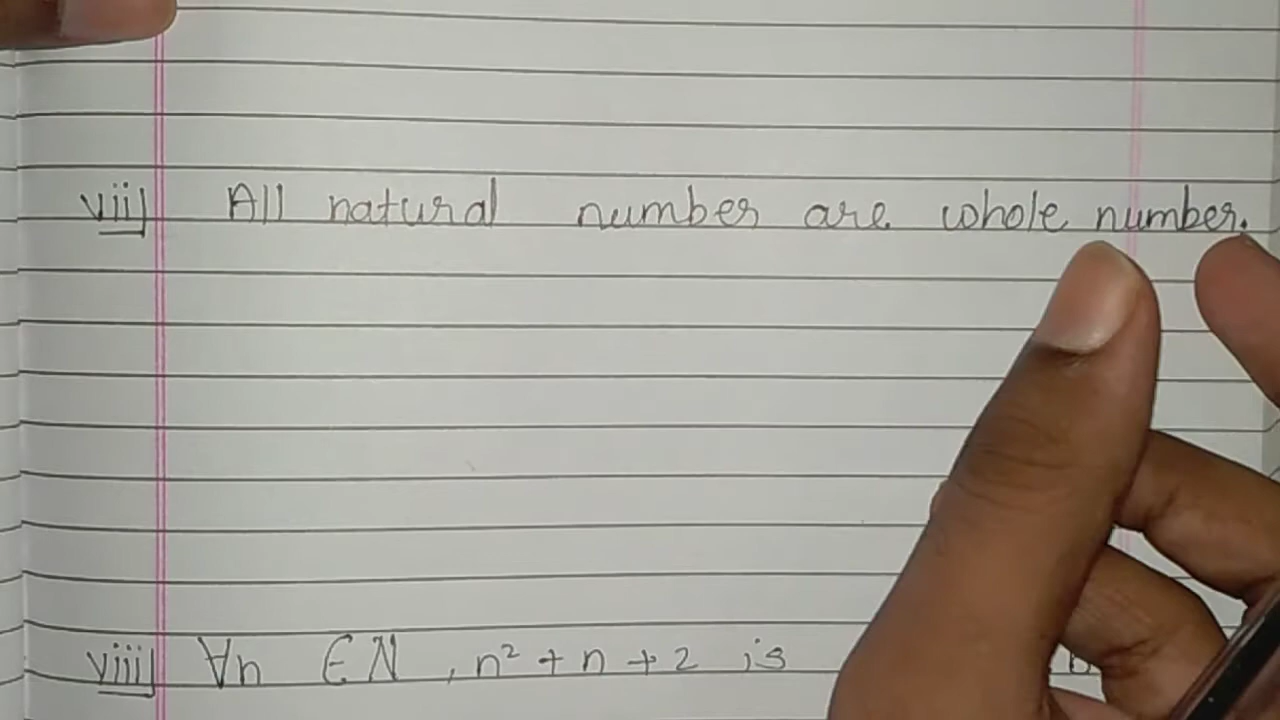 vii] All natural number are whole number.
viii] ∀n ∈ N, n² + n + 2 is